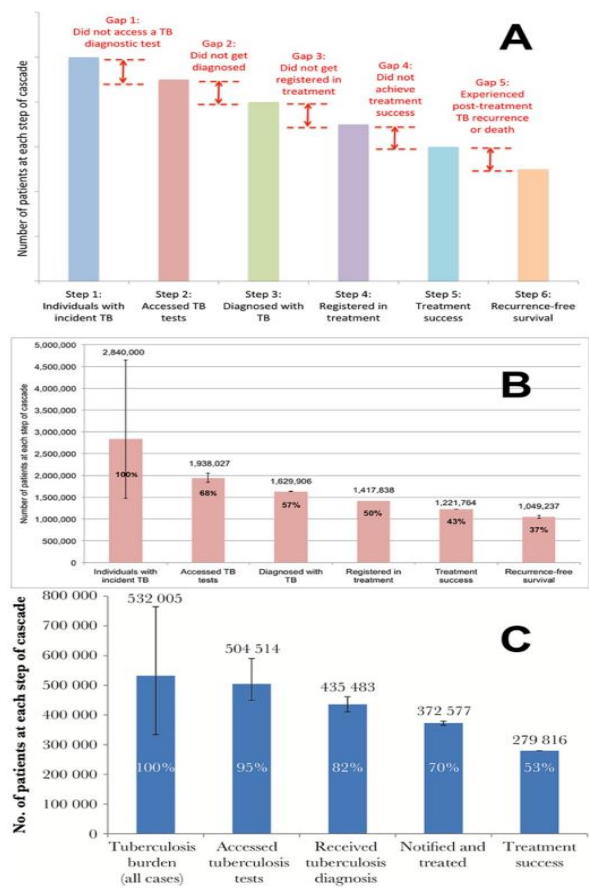 A
Gap 1:
Did not access a TB
diagnostic test
Gap 2:
Did not get
diagnosed
Gap 3:
Did not get
registered in
treatment
Gap 4:
Did not
achieve
treatment
success
Gap 5:
Experienced
post-treatment
TB recurrence
or death
Number of patients at each step of cascade
Step 1:
Individuals with
incident TB
Step 2:
Accessed TB
tests
Step 3:
Diagnosed with
TB
Step 4:
Registered in
treatment
Step 5:
Treatment
success
Step 6:
Recurrence-free
survival
B
Number of patients at each step of cascade
5,000,000
4,500,000
4,000,000
3,500,000
3,000,000
2,500,000
2,000,000
1,500,000
1,000,000
500,000
0
2,840,000
100%
1,938,027
68%
1,629,906
57%
1,417,838
50%
1,221,764
43%
1,049,237
37%
Individuals with
incident TB
Accessed TB
tests
Diagnosed with
TB
Registered in
treatment
Treatment
success
Recurrence-free
survival
C
No. of patients at each step of cascade
800 000
700 000
600 000
500 000
400 000
300 000
200 000
100 000
0
532 005
100%
504 514
95%
435 483
82%
372 577
70%
279 816
53%
Tuberculosis
burden
(all cases)
Accessed
tuberculosis
tests
Received
tuberculosis
diagnosis
Notified and
treated
Treatment
success